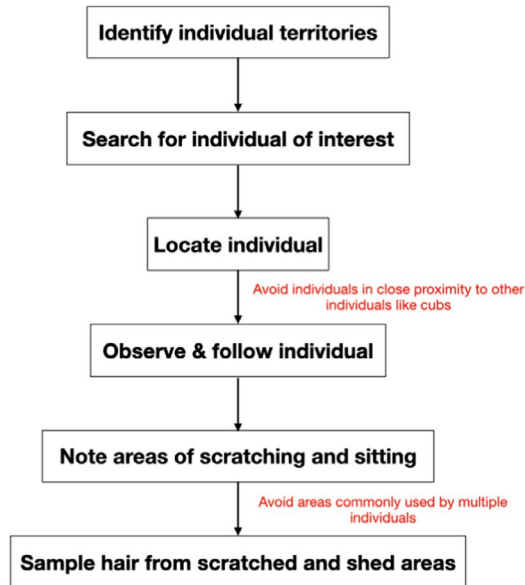 Identify individual territories
Search for individual of interest
Locate individual
Avoid individuals in close proximity to other
individuals like cubs
Observe & follow individual
Note areas of scratching and sitting
Avoid areas commonly used by multiple
individuals
Sample hair from scratched and shed areas